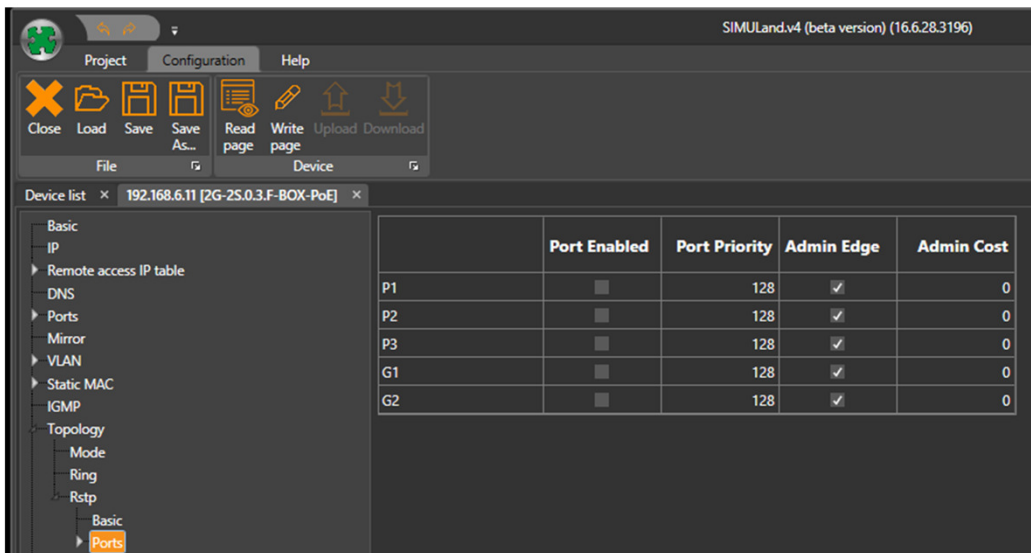 SIMULand.v4 (beta version) (16.6.28.3196)
Project Configuration Help
Close Load Save Save As... Read page Write page Upload Download
File Device
Device list × 192.168.6.11 [2G-2S.0.3.F-BOX-PoE] ×
Basic
IP
Remote access IP table
DNS
Ports
Mirror
VLAN
Static MAC
IGMP
Topology
Mode
Ring
Rstp
Basic
Ports
Port Enabled Port Priority Admin Edge Admin Cost
P1 128 0
P2 128 0
P3 128 0
G1 128 0
G2 128 0